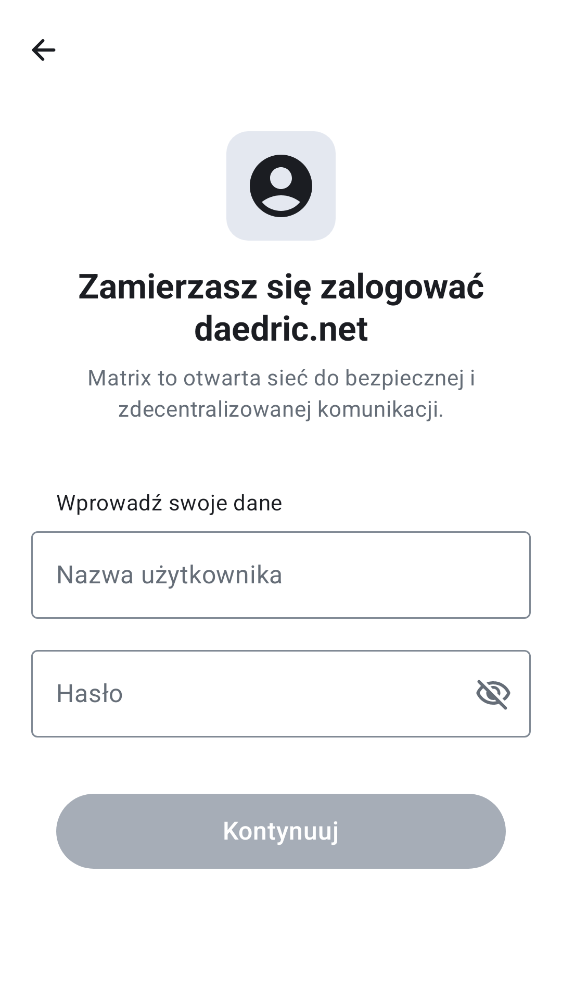 Zamierzasz się zalogować
daedric.net
Matrix to otwarta sieć do bezpiecznej i
zdecentralizowanej komunikacji.
Wprowadź swoje dane
Nazwa użytkownika
Hasło
Kontynuuj